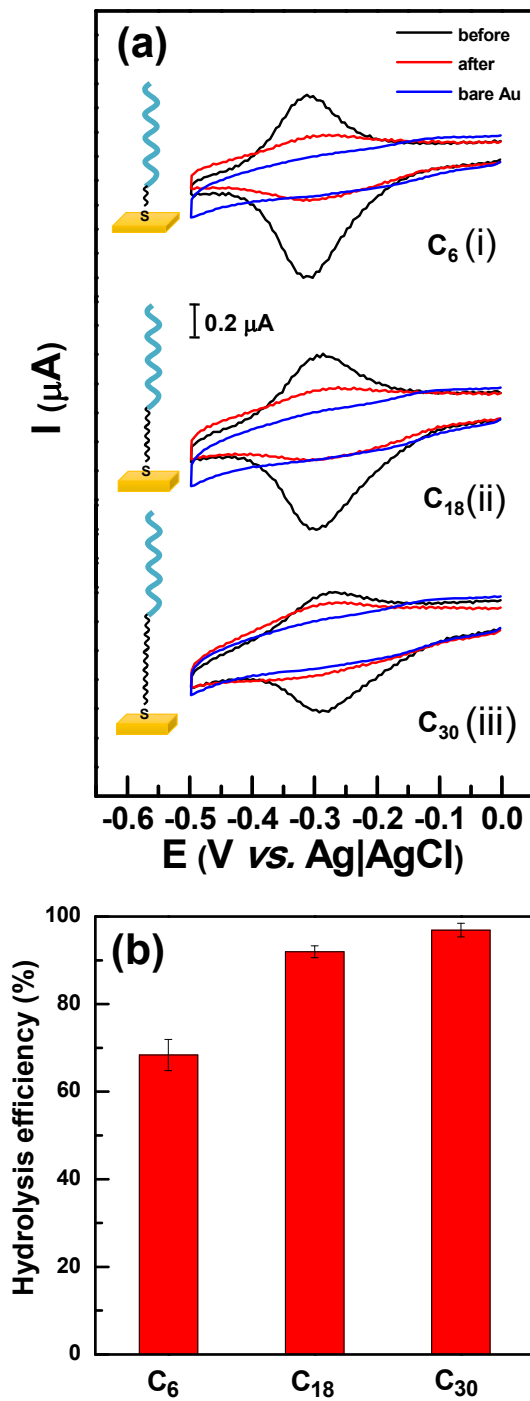 (a)
before
after
bare Au
S
C6 (i)
0.2 μA
I (μA)
S
C18 (ii)
S
C30 (iii)
-0.6 -0.5 -0.4 -0.3 -0.2 -0.1 0.0
E (V vs. Ag|AgCl)
(b)
100
80
60
40
20
0
Hydrolysis efficiency (%)
C6 C18 C30